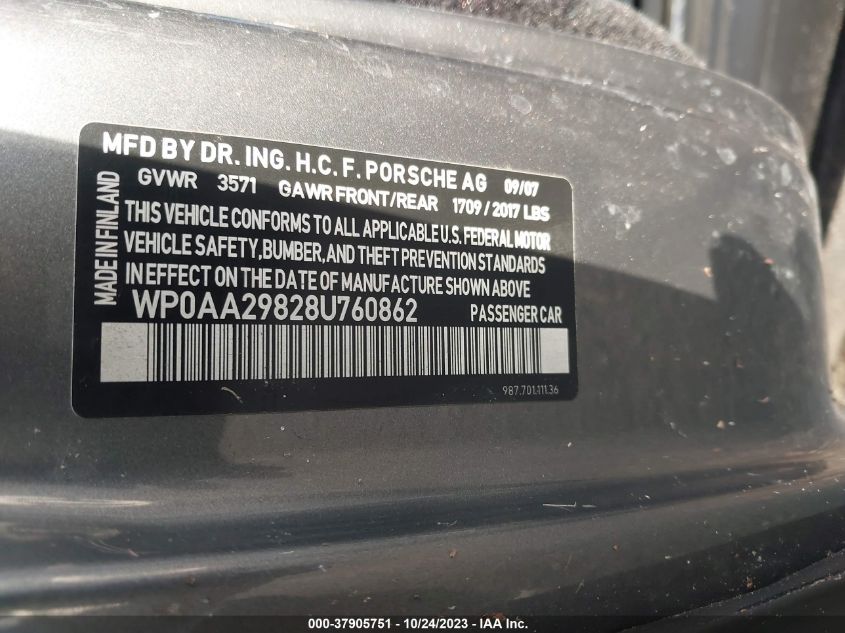 MFD BY DR. ING. H.C. F. PORSCHE AG 09/07
GVWR 3571 GAWR FRONT/REAR 1709 / 2017 LBS
MADE IN FINLAND
THIS VEHICLE CONFORMS TO ALL APPLICABLE U.S. FEDERAL MOTOR
VEHICLE SAFETY, BUMBER, AND THEFT PREVENTION STANDARDS
IN EFFECT ON THE DATE OF MANUFACTURE SHOWN ABOVE
WP0AA29828U760862 PASSENGER CAR
987.701.111.36
000-37905751 / 10/24/2023 - IAA Inc.